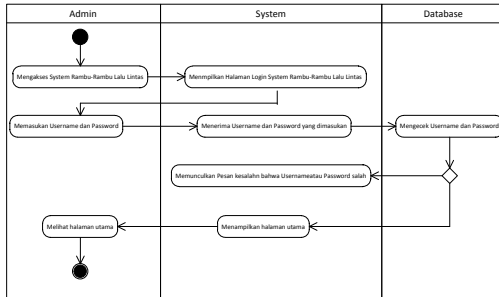 Admin
System
Database
Mengakses System Rambu-Rambu Lalu Lintas
Menmpilkan Halaman Login System Rambu-Rambu Lalu Lintas
Memasukan Username dan Password
Menerima Username dan Password yang dimasukan
Mengecek Username dan Password
Memunculkan Pesan kesalahn bahwa Usernameatau Password salah
Melihat halaman utama
Menampilkan halaman utama